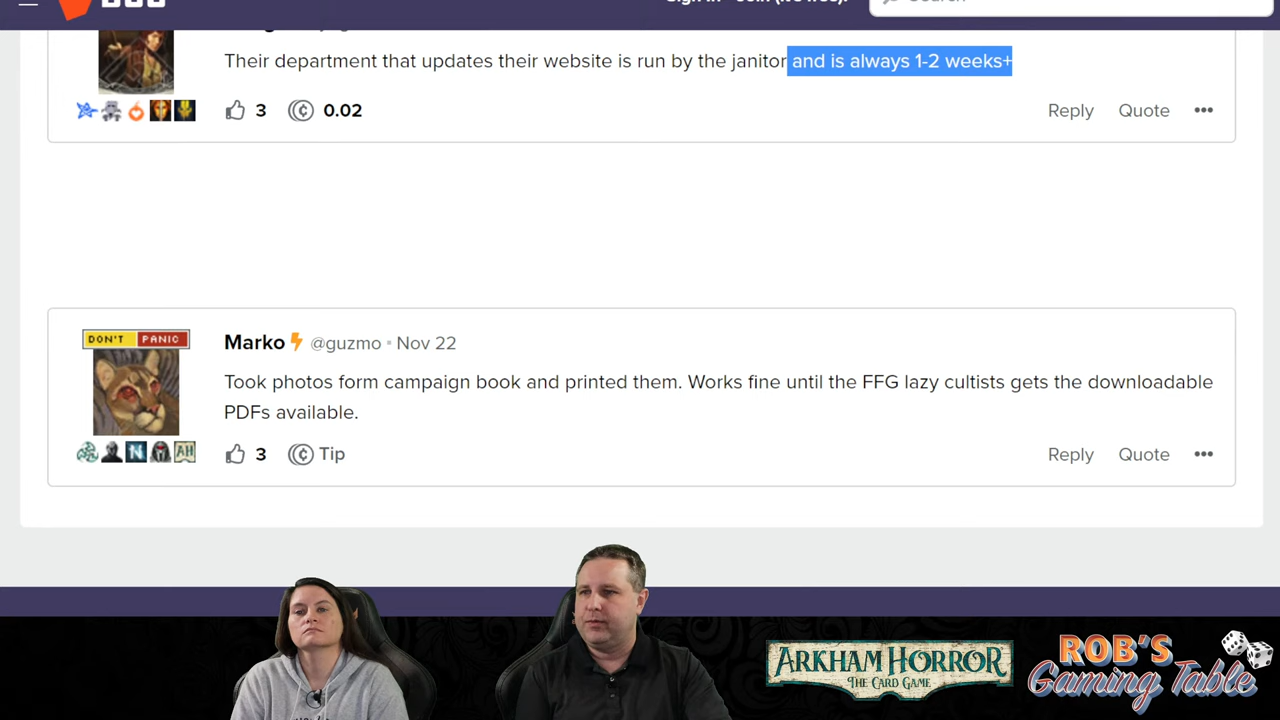 Their department that updates their website is run by the janitor and is always 1-2 weeks+
3
0.02
Reply
Quote
DON'T PANIC
Marko @guzmo • Nov 22
Took photos form campaign book and printed them. Works fine until the FFG lazy cultists gets the downloadable
PDFs available.
N
AH
3
Tip
Reply
Quote
ARKHAM HORROR
THE CARD GAME
ROB'S
Gaming Table